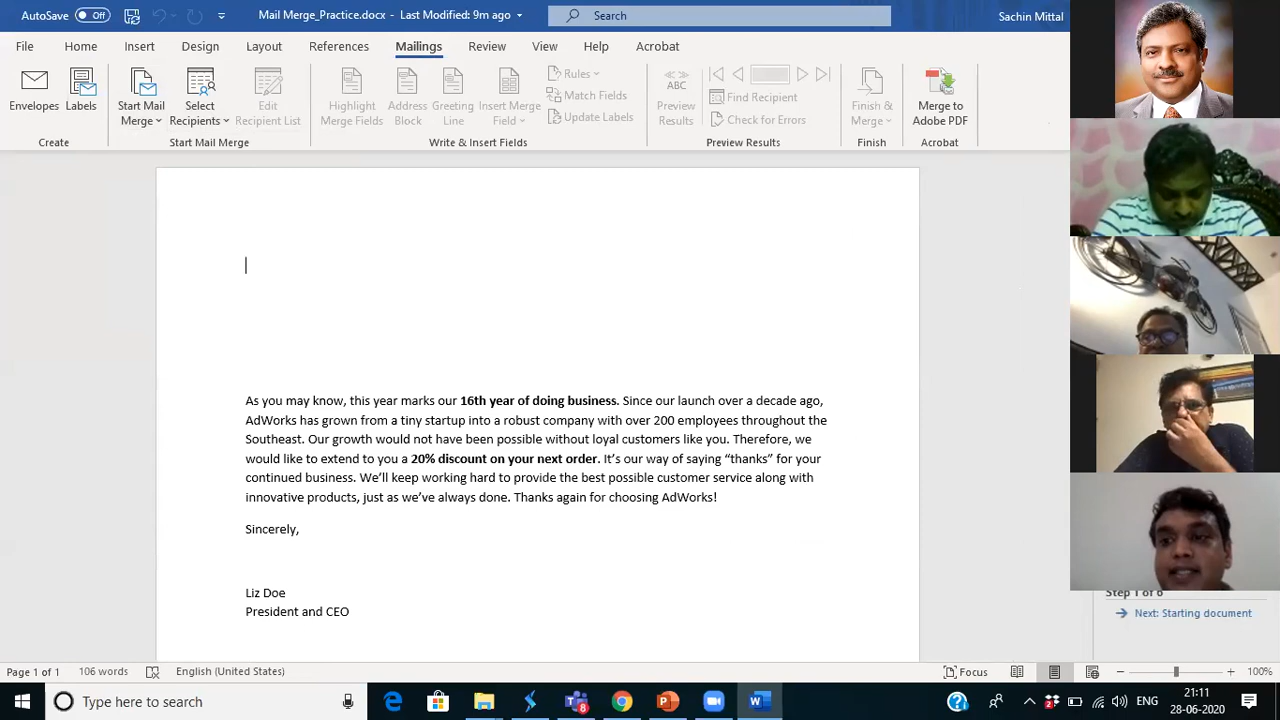 AutoSave Off Mail Merge_Practice.docx - Last Modified: 9m ago Search Sachin Mittal
File Home Insert Design Layout References Mailings Review View Help Acrobat
Envelopes
Labels
Start Mail
Merge
Select
Recipients
Edit
Recipient List
Highlight
Merge Fields
Address
Block
Greeting
Line
Insert Merge
Field
Rules
Match Fields
Update Labels
ABC
Preview
Results
Find Recipient
Check for Errors
Finish &
Merge
Merge to
Adobe PDF
Create Start Mail Merge Write & Insert Fields Preview Results Finish Acrobat
As you may know, this year marks our 16th year of doing business. Since our launch over a decade ago,
AdWorks has grown from a tiny startup into a robust company with over 200 employees throughout the
Southeast. Our growth would not have been possible without loyal customers like you. Therefore, we
would like to extend to you a 20% discount on your next order. It’s our way of saying “thanks” for your
continued business. We’ll keep working hard to provide the best possible customer service along with
innovative products, just as we’ve always done. Thanks again for choosing AdWorks!
Sincerely,
Liz Doe
President and CEO
Step 1 of 6
Next: Starting document
Page 1 of 1 106 words English (United States) Focus 100%
Type here to search 8 2 ENG 21:11
28-06-2020